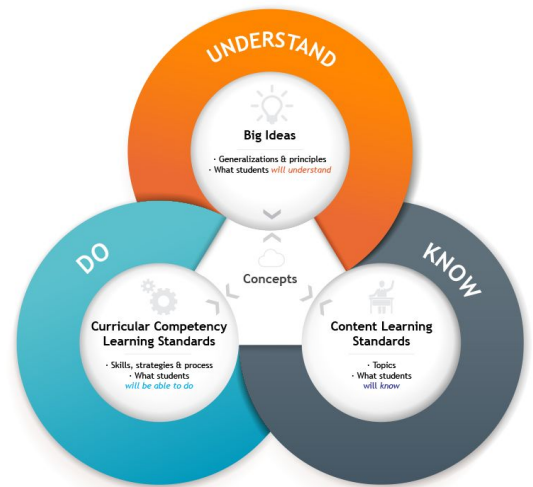 UNDERSTAND
Big Ideas
· Generalizations & principles
· What students will understand
Concepts
DO
Curricular Competency
Learning Standards
· Skills, strategies & process
· What students
will be able to do
KNOW
Content Learning
Standards
· Topics
· What students
will know